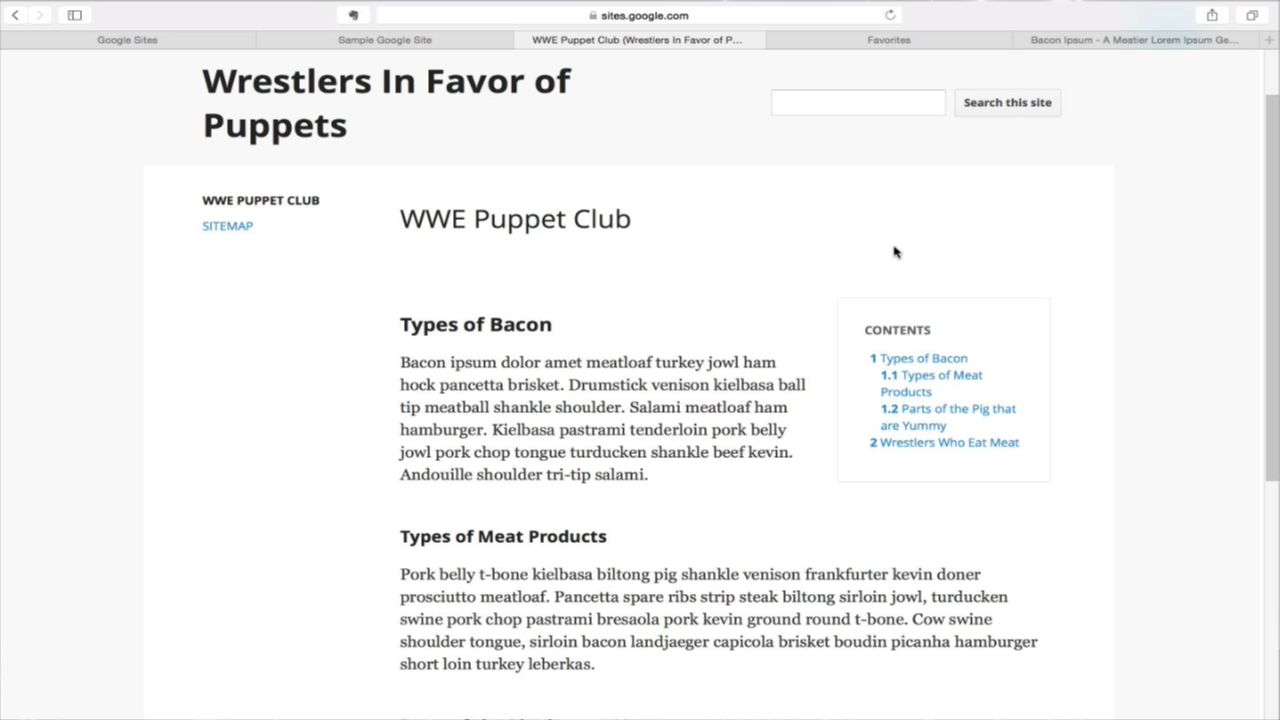 sites.google.com
Google Sites
Sample Google Site
WWE Puppet Club (Wrestlers In Favor of P...
Favorites
Bacon Ipsum - A Meatier Lorem Ipsum Ge...
Wrestlers In Favor of
Puppets
Search this site
WWE PUPPET CLUB
SITEMAP
WWE Puppet Club
Types of Bacon
Bacon ipsum dolor amet meatloaf turkey jowl ham
hock pancetta brisket. Drumstick venison kielbasa ball
tip meatball shankle shoulder. Salami meatloaf ham
hamburger. Kielbasa pastrami tenderloin pork belly
jowl pork chop tongue turducken shankle beef kevin.
Andouille shoulder tri-tip salami.
CONTENTS
1 Types of Bacon
1.1 Types of Meat
Products
1.2 Parts of the Pig that
are Yummy
2 Wrestlers Who Eat Meat
Types of Meat Products
Pork belly t-bone kielbasa biltong pig shankle venison frankfurter kevin doner
prosciutto meatloaf. Pancetta spare ribs strip steak biltong sirloin jowl, turducken
swine pork chop pastrami bresaola pork kevin ground round t-bone. Cow swine
shoulder tongue, sirloin bacon landjaeger capicola brisket boudin picanha hamburger
short loin turkey leberkas.